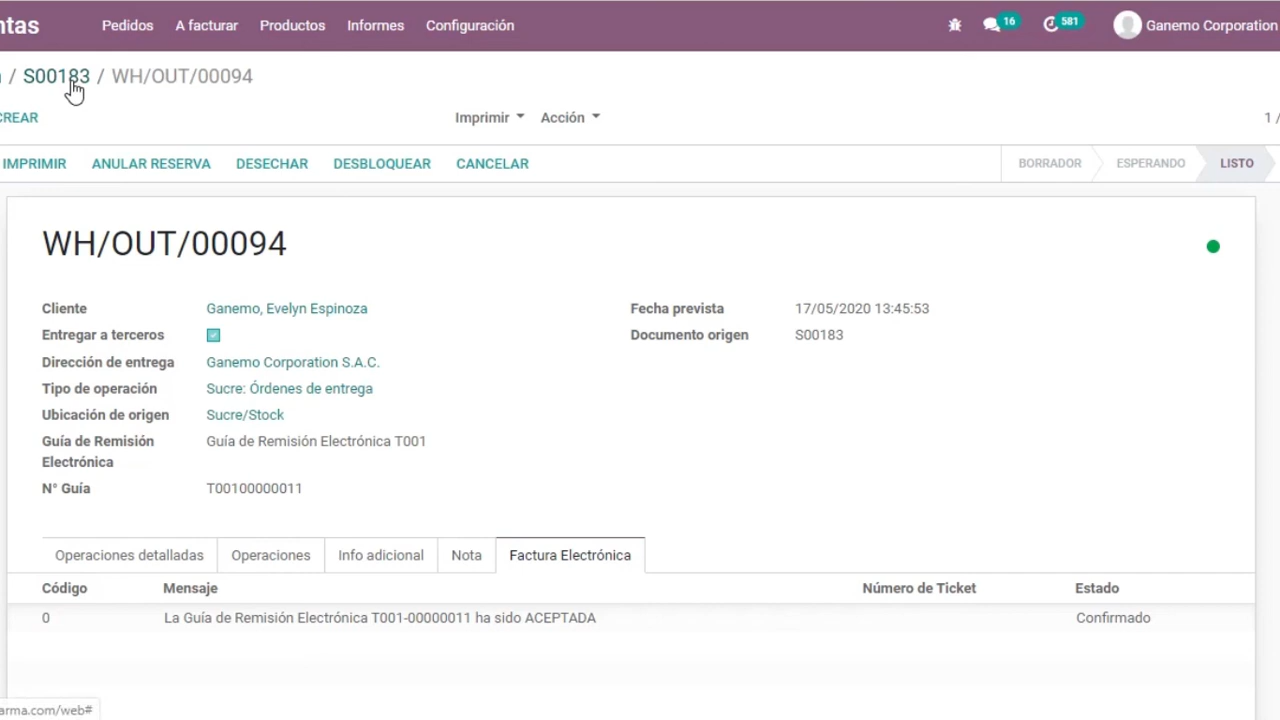 ntas Pedidos A facturar Productos Informes Configuración 16 581 Ganemo Corporation
/ S00183 / WH/OUT/00094
CREAR Imprimir Acción 1 /
IMPRIMIR ANULAR RESERVA DESECHAR DESBLOQUEAR CANCELAR BORRADOR ESPERANDO LISTO
WH/OUT/00094
Cliente Ganemo, Evelyn Espinoza Fecha prevista 17/05/2020 13:45:53
Entregar a terceros Documento origen S00183
Dirección de entrega Ganemo Corporation S.A.C.
Tipo de operación Sucre: Órdenes de entrega
Ubicación de origen Sucre/Stock
Guía de Remisión Guía de Remisión Electrónica T001
Electrónica
N° Guía T00100000011
Operaciones detalladas Operaciones Info adicional Nota Factura Electrónica
Código Mensaje Número de Ticket Estado
0 La Guía de Remisión Electrónica T001-00000011 ha sido ACEPTADA Confirmado
arma.com/web#